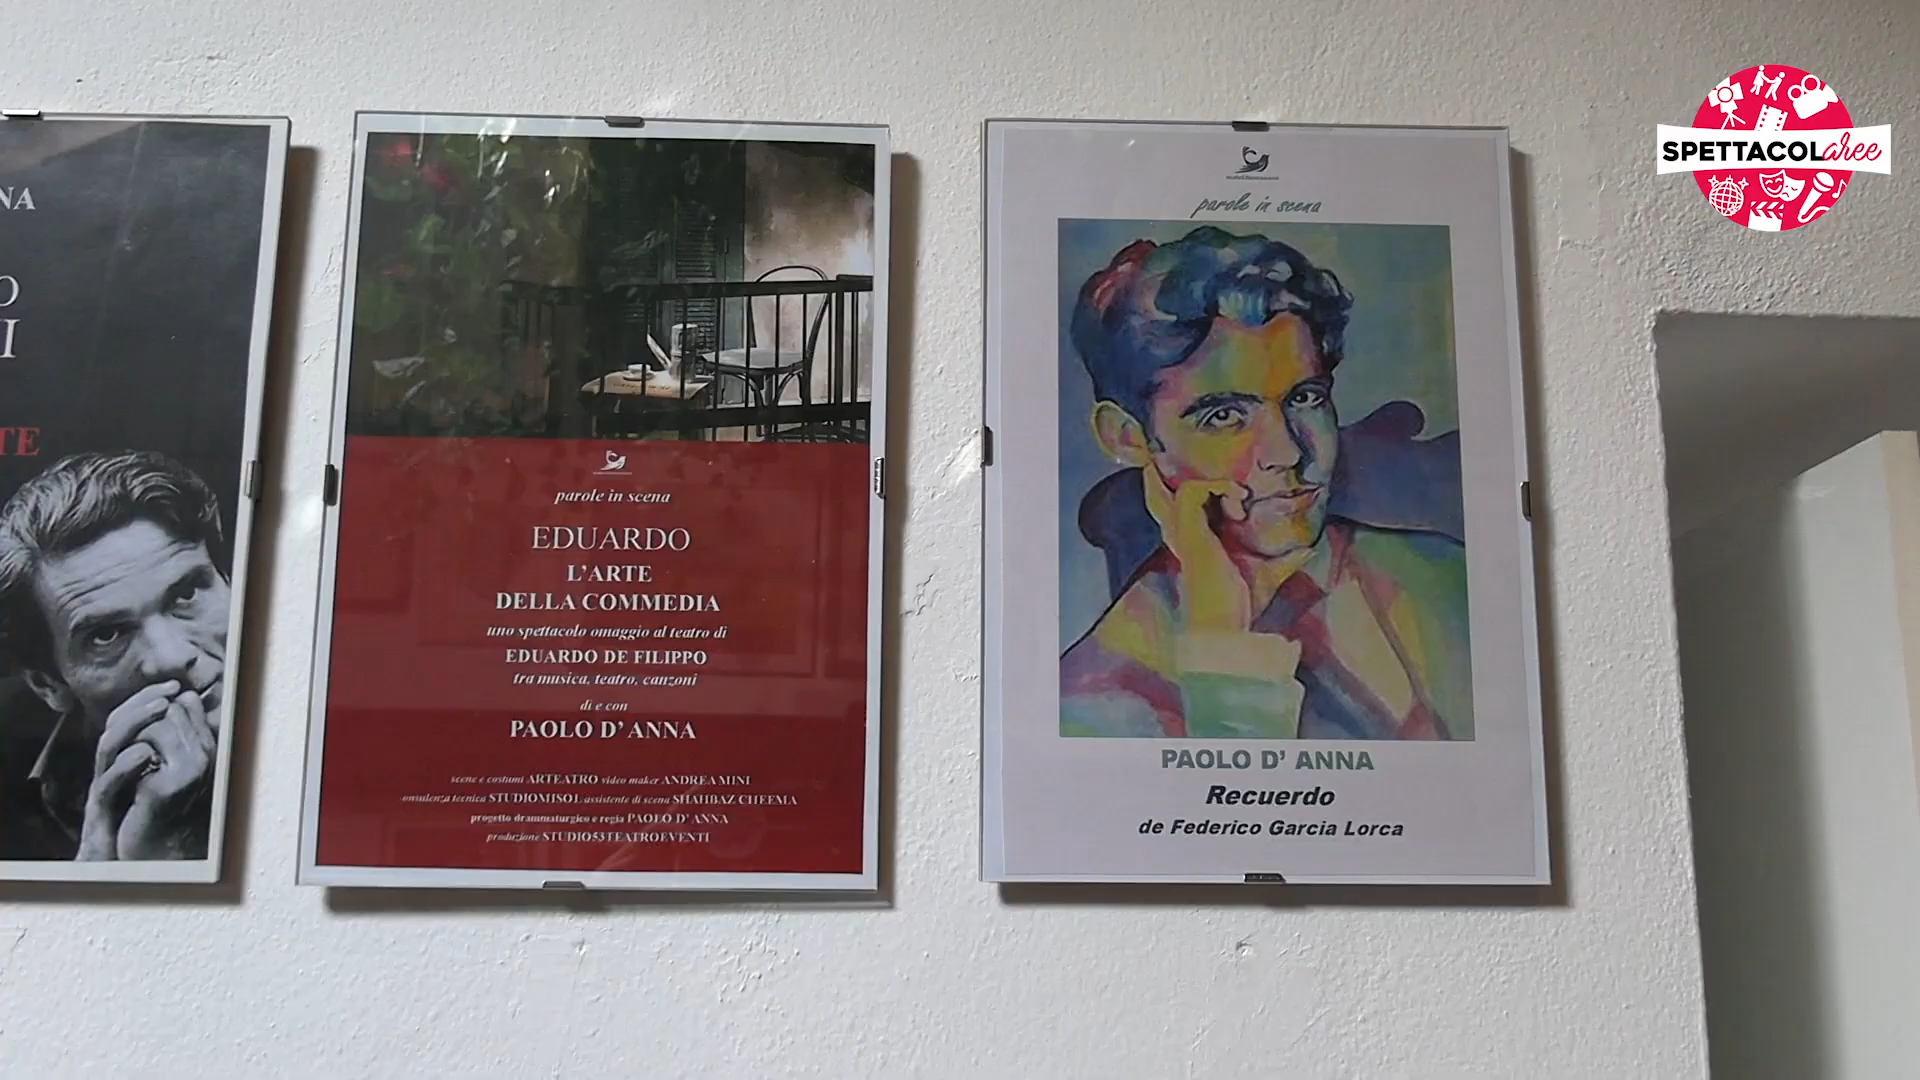 NA
O
I
TE
parole in scena
EDUARDO
L'ARTE
DELLA COMMEDIA
uno spettacolo omaggio al teatro di
EDUARDO DE FILIPPO
tra musica, teatro, canzoni
di e con
PAOLO D' ANNA
scene e costumi ARTEATRO video maker ANDREA MINI
onsulenza tecnica STUDIOMISOL assistente di scena SHAHBAZ CHEEMA
progetto drammaturgico e regia PAOLO D' ANNA
produzione STUDIO53TEATROEVENTI
parole in scena
PAOLO D' ANNA
Recuerdo
de Federico Garcia Lorca
SPETTACOLaree